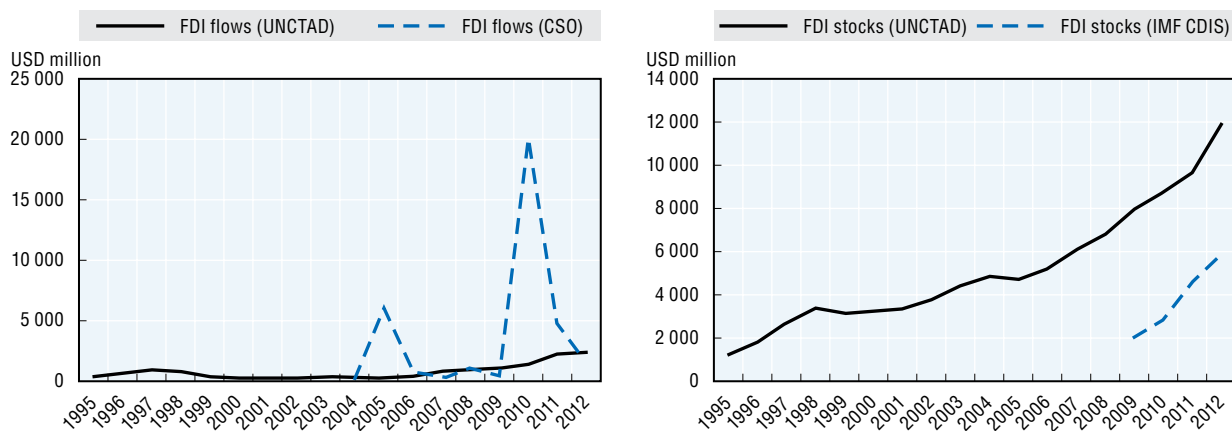 FDI flows (UNCTAD) FDI flows (CSO)
USD million
25 000
20 000
15 000
10 000
5 000
0
1995 1996 1997 1998 1999 2000 2001 2002 2003 2004 2005 2006 2007 2008 2009 2010 2011 2012
FDI stocks (UNCTAD) FDI stocks (IMF CDIS)
USD million
14 000
12 000
10 000
8 000
6 000
4 000
2 000
0
1995 1996 1997 1998 1999 2000 2001 2002 2003 2004 2005 2006 2007 2008 2009 2010 2011 2012